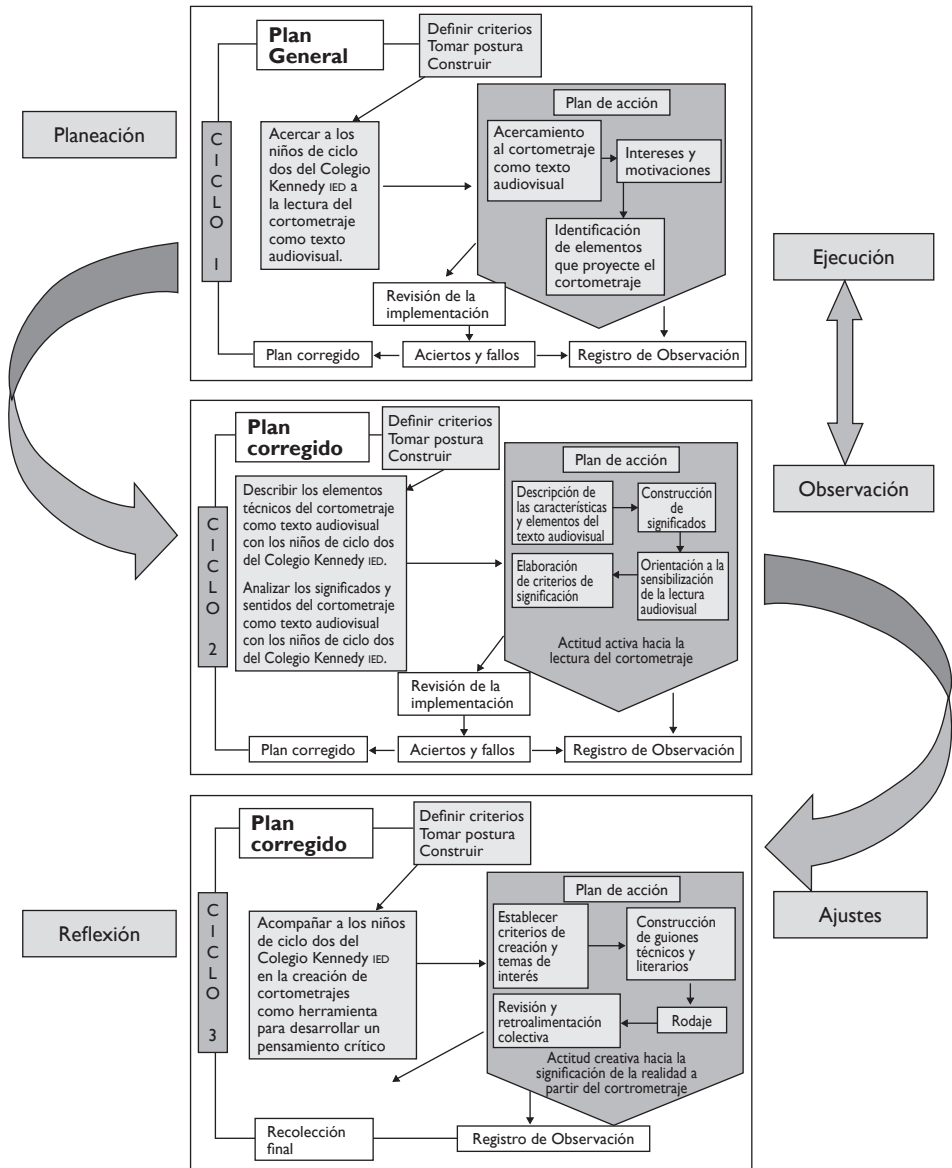 Plan
General
Definir criterios
Tomar postura
Construir
Planeación
CICLO 1
Acercar a los
niños de ciclo
dos del Colegio
Kennedy IED a
la lectura del
cortometraje
como texto
audiovisual.
Plan de acción
Acercamiento
al cortometraje
como texto
audiovisual
Intereses y
motivaciones
Identificación
de elementos
que proyecte el
cortometraje
Revisión de la
implementación
Plan corregido
Aciertos y fallos
Registro de Observación
Ejecución
Observación
Plan
corregido
Definir criterios
Tomar postura
Construir
CICLO 2
Describir los elementos
técnicos del cortometraje
como texto audiovisual
con los niños de ciclo dos
del Colegio Kennedy IED.
Analizar los significados y
sentidos del cortometraje
como texto audiovisual
con los niños de ciclo dos
del Colegio Kennedy IED.
Plan de acción
Descripción de
las características
y elementos del
texto audiovisual
Construcción
de
significados
Elaboración
de criterios de
significación
Orientación a la
sensibilización
de la lectura
audiovisual
Actitud activa hacia la
lectura del cortometraje
Revisión de la
implementación
Plan corregido
Aciertos y fallos
Registro de Observación
Plan
corregido
Definir criterios
Tomar postura
Construir
Reflexión
CICLO 3
Acompañar a los niños
de ciclo dos del
Colegio Kennedy IED
en la creación de
cortometrajes
como herramienta
para desarrollar un
pensamiento crítico
Plan de acción
Establecer
criterios de
creación y
temas de
interés
Construcción
de guiones
técnicos y
literarios
Revisión y
retroalimentación
colectiva
Rodaje
Actitud creativa hacia la
significación de la realidad a
partir del cortrometraje
Ajustes
Recolección
final
Registro de Observación